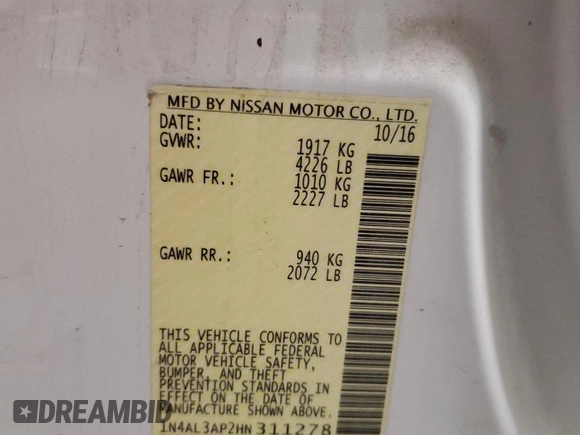 MFD BY NISSAN MOTOR CO., LTD.
DATE: 10/16
GVWR: 1917 KG
4226 LB
GAWR FR.: 1010 KG
2227 LB
GAWR RR.: 940 KG
2072 LB
THIS VEHICLE CONFORMS TO
ALL APPLICABLE FEDERAL
MOTOR VEHICLE SAFETY,
BUMPER, AND THEFT
PREVENTION STANDARDS IN
EFFECT ON THE DATE OF
MANUFACTURE SHOWN ABOVE.
1N4AL3AP2HN 311278
DREAMBID